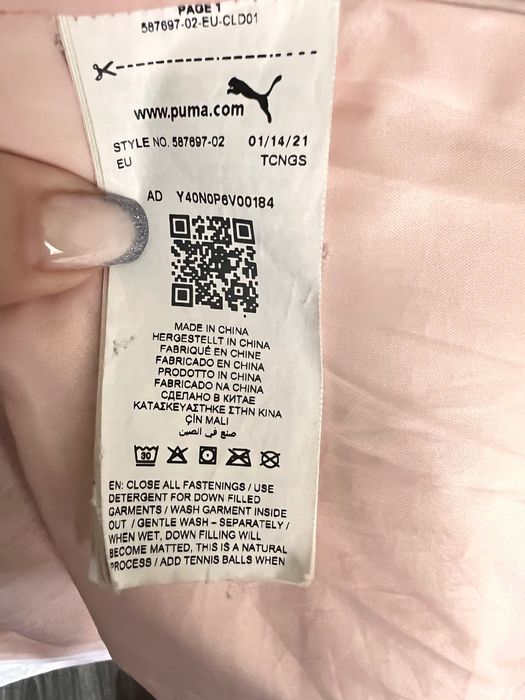 PAGE 1
587697-02-EU-CLD01
www.puma.com
STYLE NO. 587697-02 01/14/21
EU TCNGS
AD Y40N0P6V00184
MADE IN CHINA
HERGESTELLT IN CHINA
FABRIQUÉ EN CHINE
FABRICADO EN CHINA
PRODOTTO IN CHINA
FABRICADO NA CHINA
СДЕЛАНО В КИТАЕ
ΚΑΤΑΣΚΕΥΑΣΤΗΚΕ ΣΤΗΝ ΚΙΝΑ
ÇİN MALI
صنع في الصين
30
EN: CLOSE ALL FASTENINGS / USE
DETERGENT FOR DOWN FILLED
GARMENTS / WASH GARMENT INSIDE
OUT / GENTLE WASH – SEPARATELY /
WHEN WET, DOWN FILLING WILL
BECOME MATTED, THIS IS A NATURAL
PROCESS / ADD TENNIS BALLS WHEN